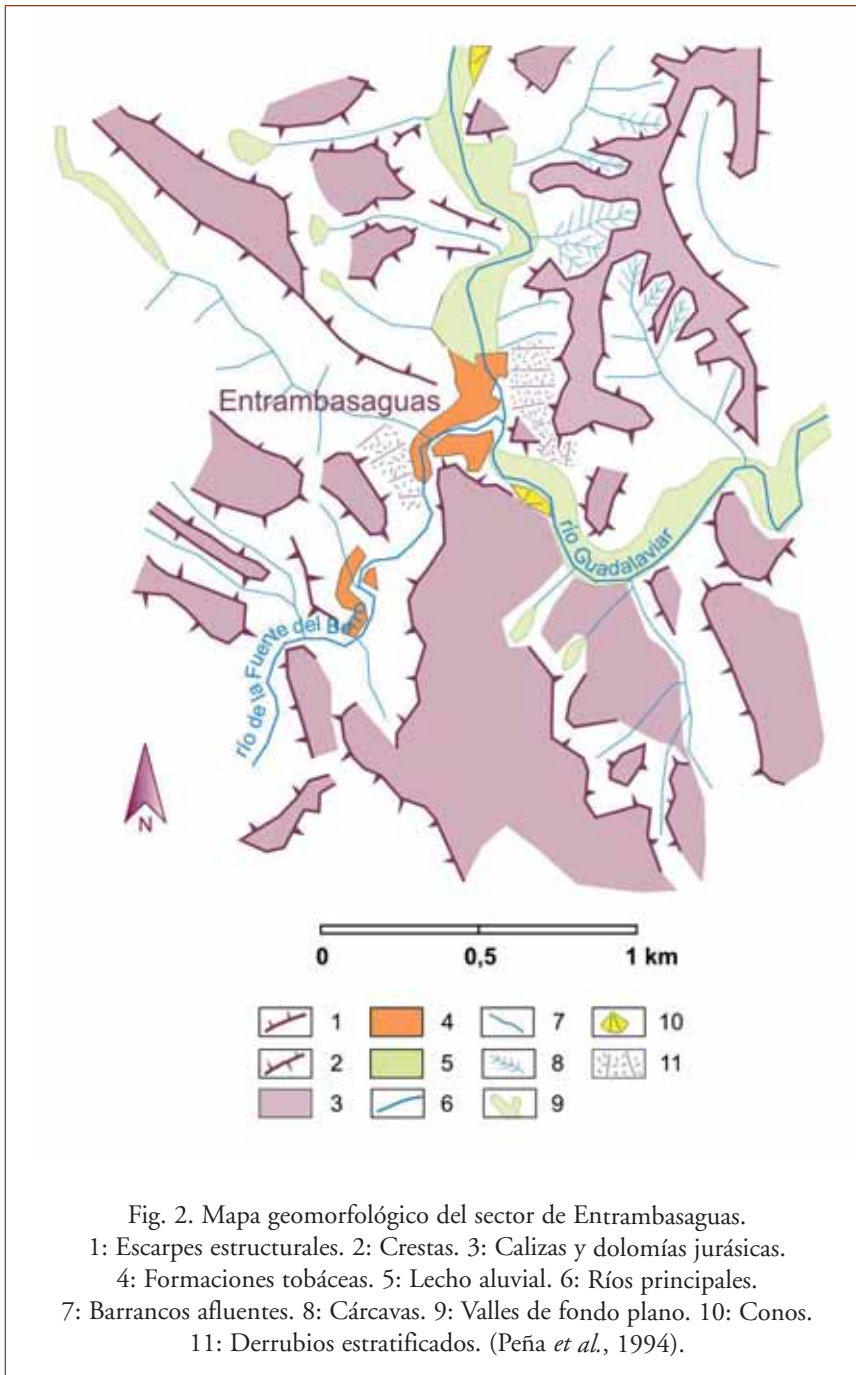 Entrambasaguas
río Guadalaviar
río de la Fuente del Berro
N
0 0,5 1 km
1 4 7 10
2 5 8 11
3 6 9
Fig. 2. Mapa geomorfológico del sector de Entrambasaguas.
1: Escarpes estructurales. 2: Crestas. 3: Calizas y dolomías jurásicas.
4: Formaciones tobáceas. 5: Lecho aluvial. 6: Ríos principales.
7: Barrancos afluentes. 8: Cárcavas. 9: Valles de fondo plano. 10: Conos.
11: Derrubios estratificados. (Peña et al., 1994).